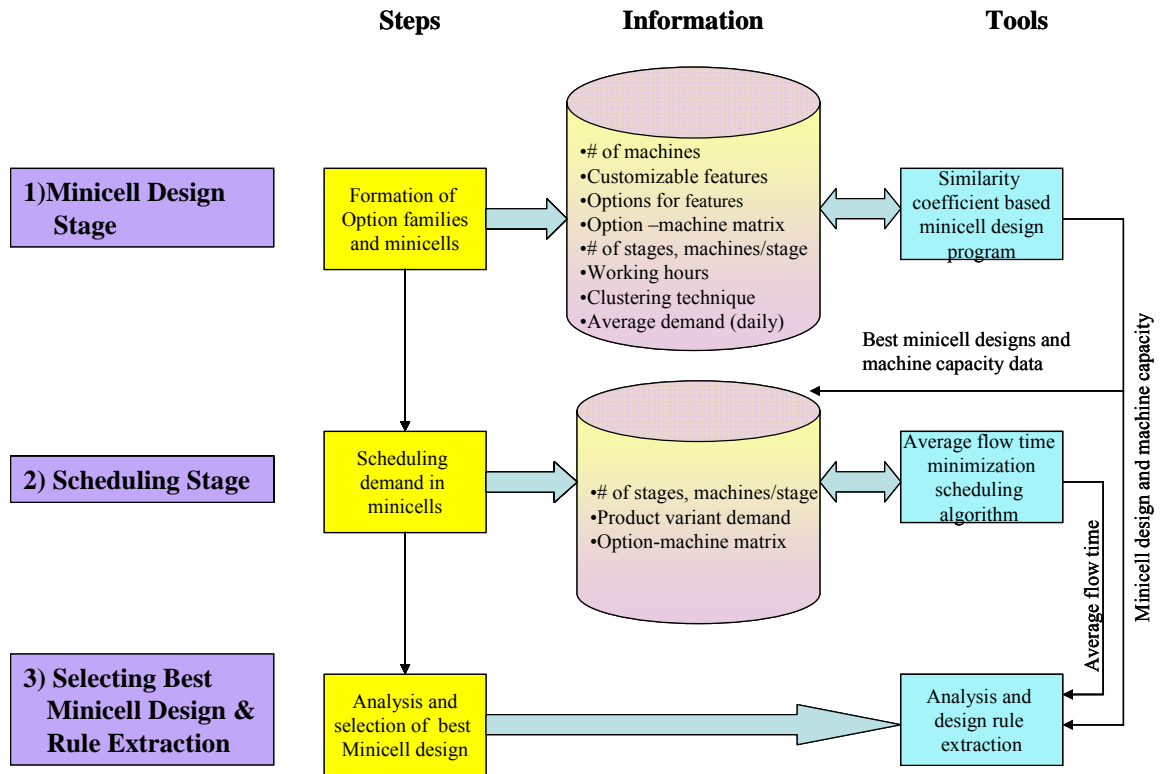 Steps
Information
Tools
1)Minicell Design
Stage
Formation of
Option families
and minicells
•# of machines
•Customizable features
•Options for features
•Option –machine matrix
•# of stages, machines/stage
•Working hours
•Clustering technique
•Average demand (daily)
Similarity
coefficient based
minicell design
program
Best minicell designs and
machine capacity data
Minicell design and machine capacity
2) Scheduling Stage
Scheduling
demand in
minicells
•# of stages, machines/stage
•Product variant demand
•Option-machine matrix
Average flow time
minimization
scheduling
algorithm
Average flow time
3) Selecting Best
Minicell Design &
Rule Extraction
Analysis and
selection of best
Minicell design
Analysis and
design rule
extraction